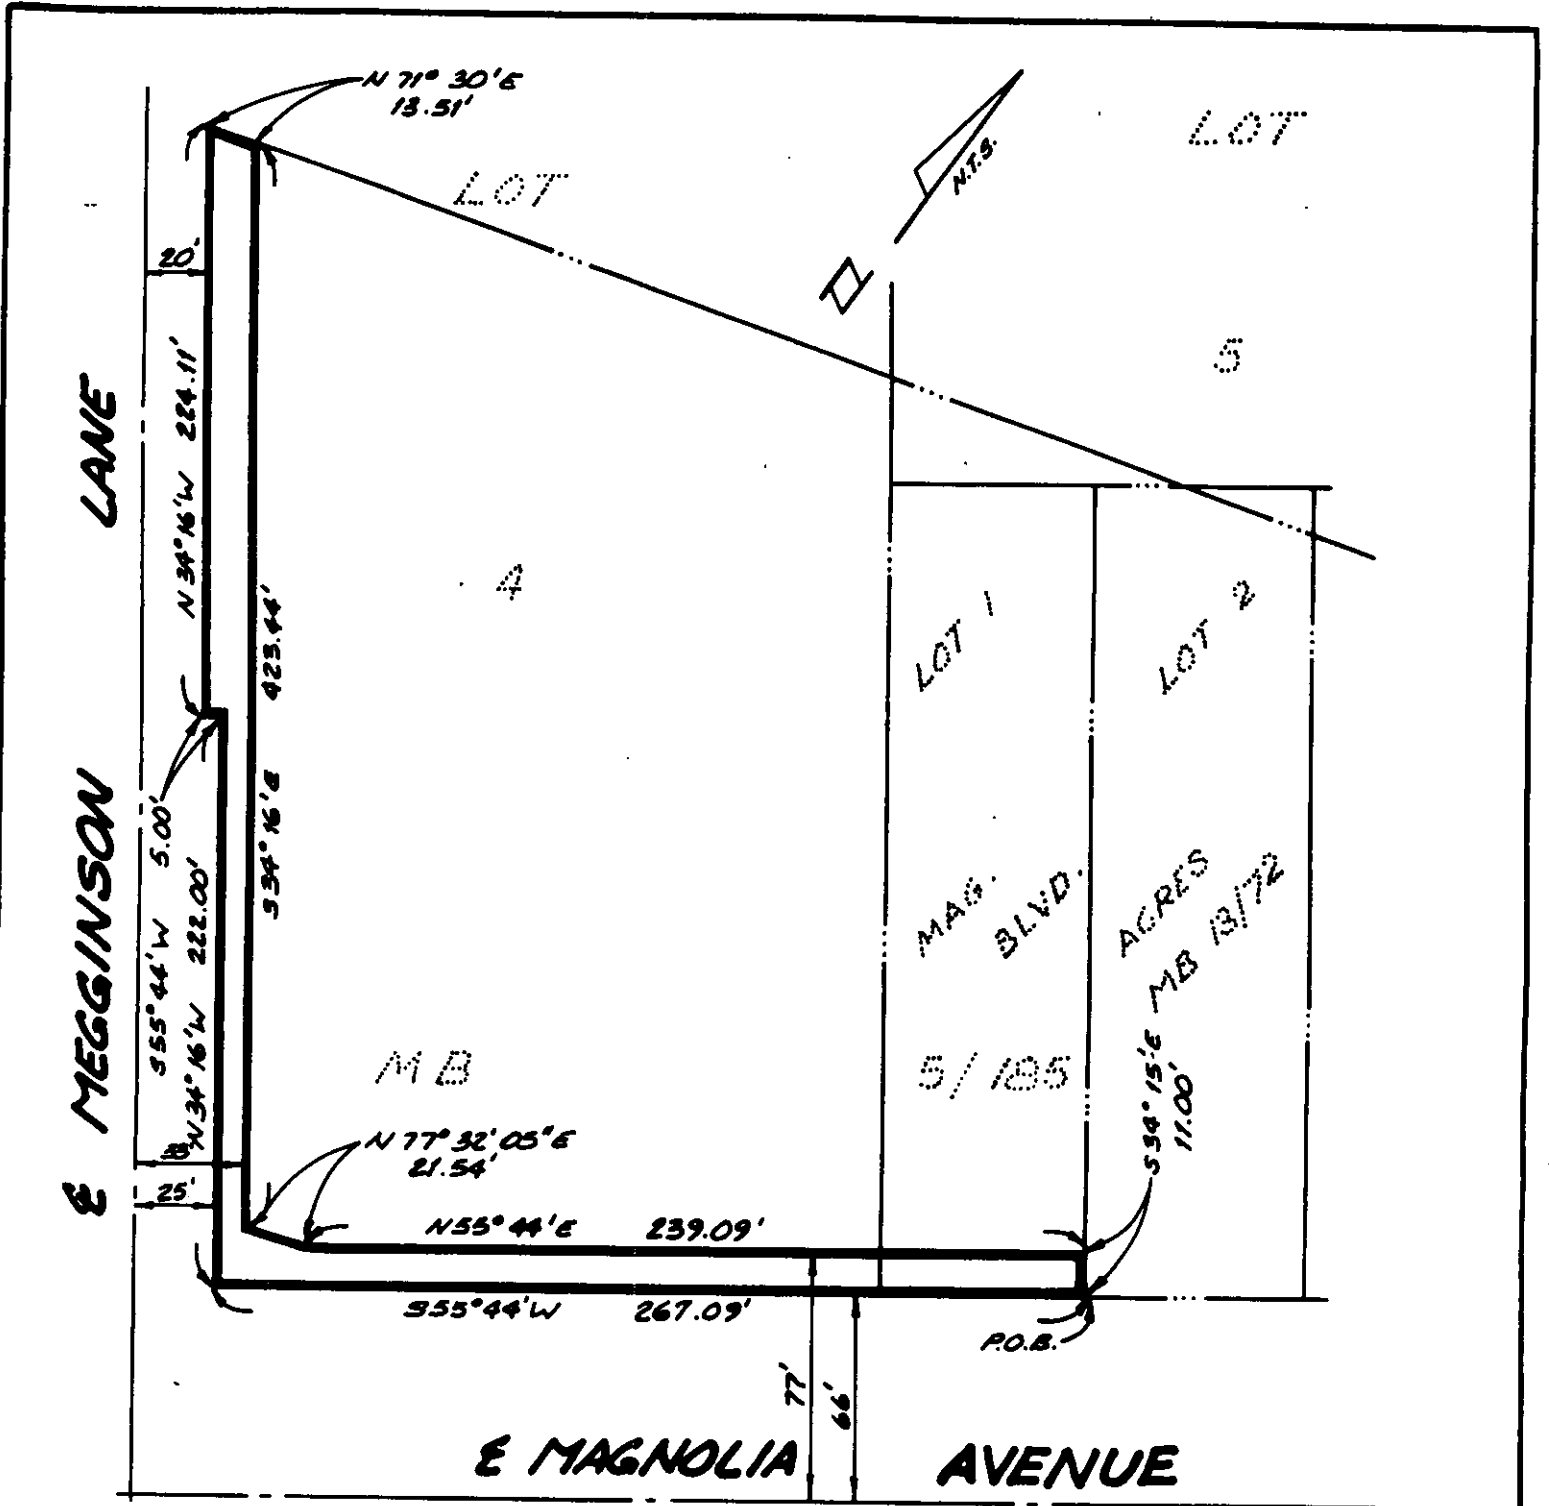 N 71° 30' E
13.51'
LOT
LOT
N.T.S.
N
20'
5
N 34° 16' W 224.11'
LANE
4
LOT 1
LOT 2
S 34° 16' E 423.44'
S 55° 44' W 5.00'
N 34° 16' W 222.00'
℄ MEGGINSON
MAG.
BLVD.
ACRES
MB 13/72
MB
5/185
S 34° 15' E
11.00'
N 77° 32' 05" E
21.54'
25'
N 55° 44' E 239.09'
S 55° 44' W 267.09'
P.O.B.
77'
66'
℄ MAGNOLIA AVENUE